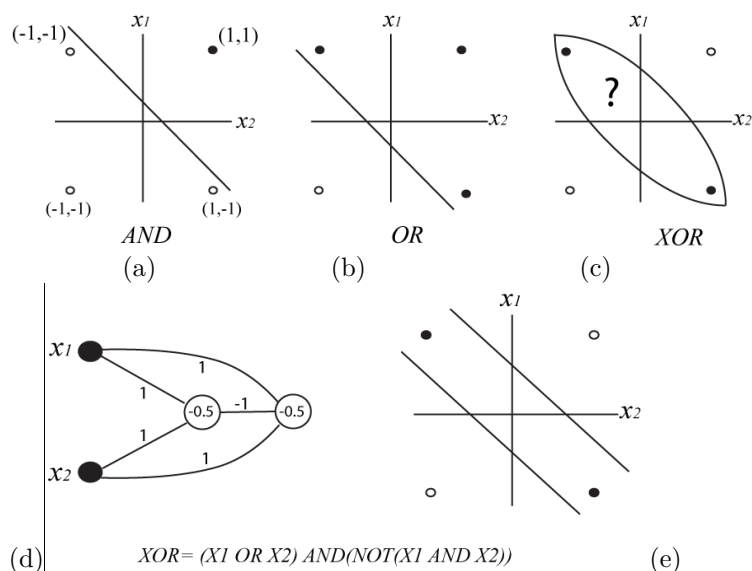 x1 x1 x1
(-1,-1) (1,1)
?
x2 x2 x2
(-1,-1) (1,-1)
AND OR XOR
(a) (b) (c)
x1
x1
1
1
-0.5 -1 -0.5
x2
1
1
x2
(d) XOR= (X1 OR X2) AND(NOT(X1 AND X2)) (e)